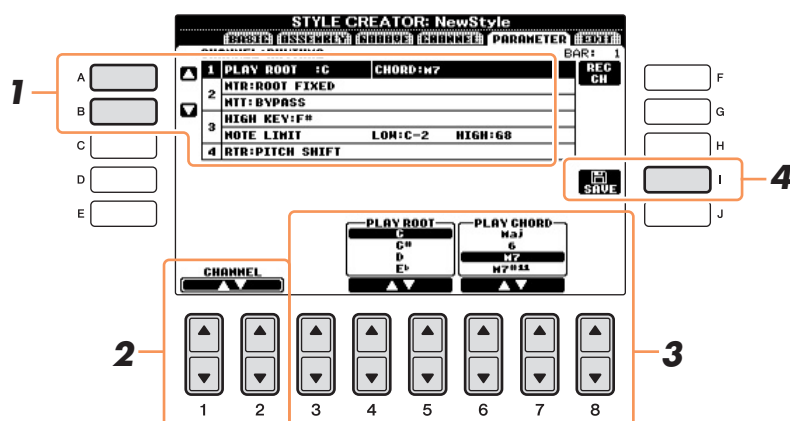 STYLE CREATOR: NewStyle
BASIC ASSEMBLY GROOVE CHANNEL PARAMETER EDIT
BAR: 1
1 PLAY ROOT :C CHORD:M7
REC CH
2 NTR:ROOT FIXED
NTT:BYPASS
3 HIGH KEY:F#
NOTE LIMIT LOW:C-2 HIGH:G8
4 RTR:PITCH SHIFT
SAVE
A
B
C
D
E
F
G
H
I
J
1
4
PLAY ROOT
C
C#
D
E♭
PLAY CHORD
Maj
6
M7
M7#11
CHANNEL
2
3
1 2 3 4 5 6 7 8